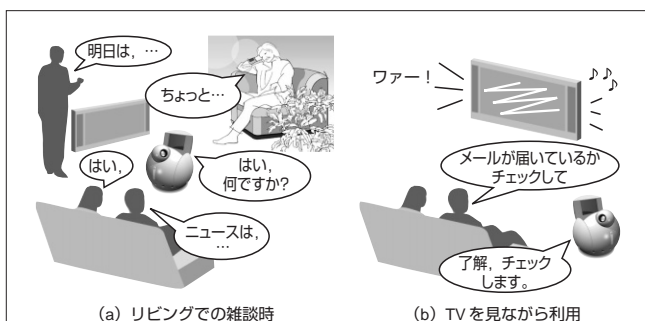 明日は，…
ちょっと…
はい，
はい，
何ですか？
ニュースは，
…
(a) リビングでの雑談時
ワァー！
♪♪♪
メールが届いているか
チェックして
了解，チェック
します。
(b) TV を見ながら利用